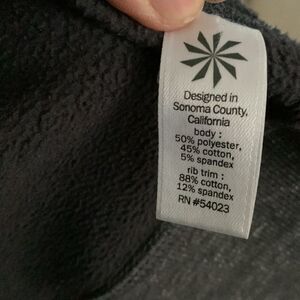 Designed in
Sonoma County,
California
body :
50% polyester,
45% cotton,
5% spandex
rib trim :
88% cotton,
12% spandex
RN #54023